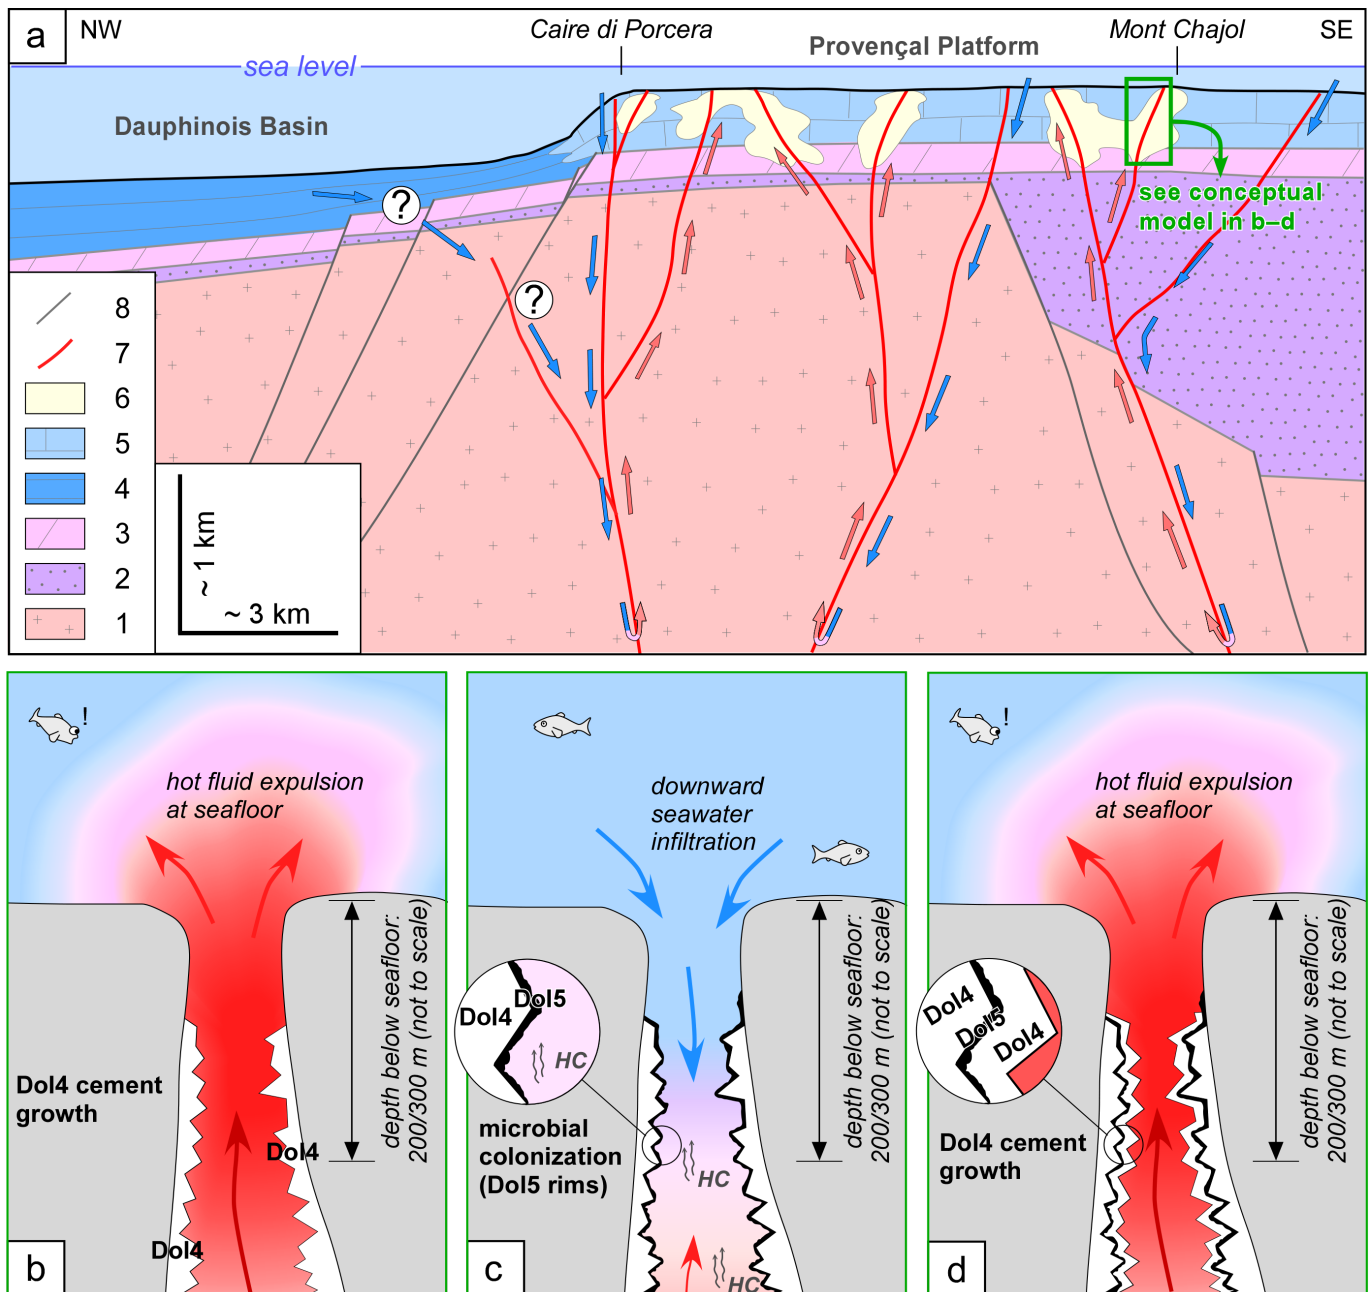 a
NW
Caire di Porcera
Provençal Platform
Mont Chajol
SE
sea level
Dauphinois Basin
?
?
see conceptual
model in b–d
8
7
6
5
4
3
2
1
~ 1 km
~ 3 km
!
hot fluid expulsion
at seafloor
depth below seafloor:
200/300 m (not to scale)
Dol4 cement
growth
Dol4
Dol4
b
downward
seawater
infiltration
depth below seafloor:
200/300 m (not to scale)
Dol5
Dol4
HC
microbial
colonization
(Dol5 rims)
HC
HC
c
!
hot fluid expulsion
at seafloor
depth below seafloor:
200/300 m (not to scale)
Dol4
Dol5
Dol4
Dol4 cement
growth
d